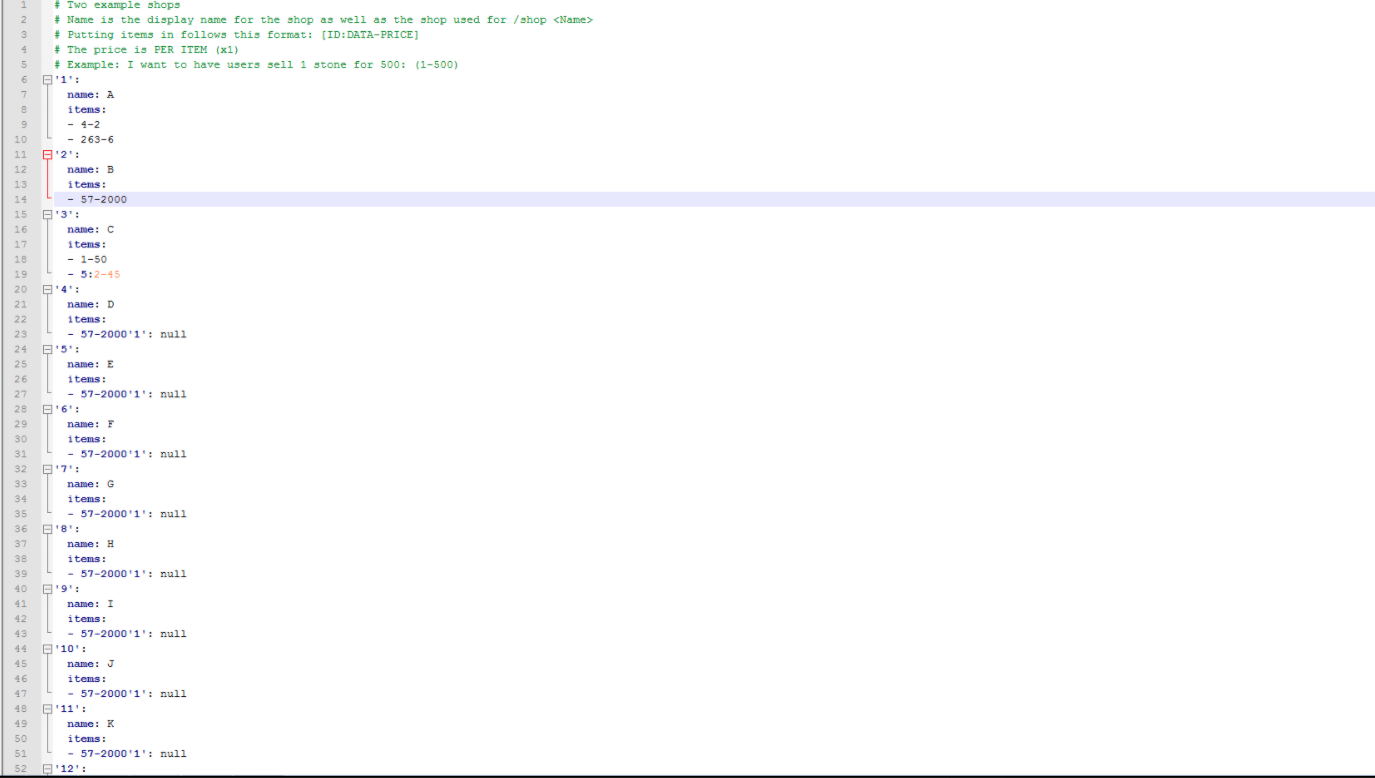 1 # Two example shops
2 # Name is the display name for the shop as well as the shop used for /shop <Name>
3 # Putting items in follows this format: [ID:DATA-PRICE]
4 # The price is PER ITEM (x1)
5 # Example: I want to have users sell 1 stone for 500: (1-500)
6 '1':
7 name: A
8 items:
9 - 4-2
10 - 263-6
11 '2':
12 name: B
13 items:
14 - 57-2000
15 '3':
16 name: C
17 items:
18 - 1-50
19 - 5:2-45
20 '4':
21 name: D
22 items:
23 - 57-2000'1': null
24 '5':
25 name: E
26 items:
27 - 57-2000'1': null
28 '6':
29 name: F
30 items:
31 - 57-2000'1': null
32 '7':
33 name: G
34 items:
35 - 57-2000'1': null
36 '8':
37 name: H
38 items:
39 - 57-2000'1': null
40 '9':
41 name: I
42 items:
43 - 57-2000'1': null
44 '10':
45 name: J
46 items:
47 - 57-2000'1': null
48 '11':
49 name: K
50 items:
51 - 57-2000'1': null
52 '12':